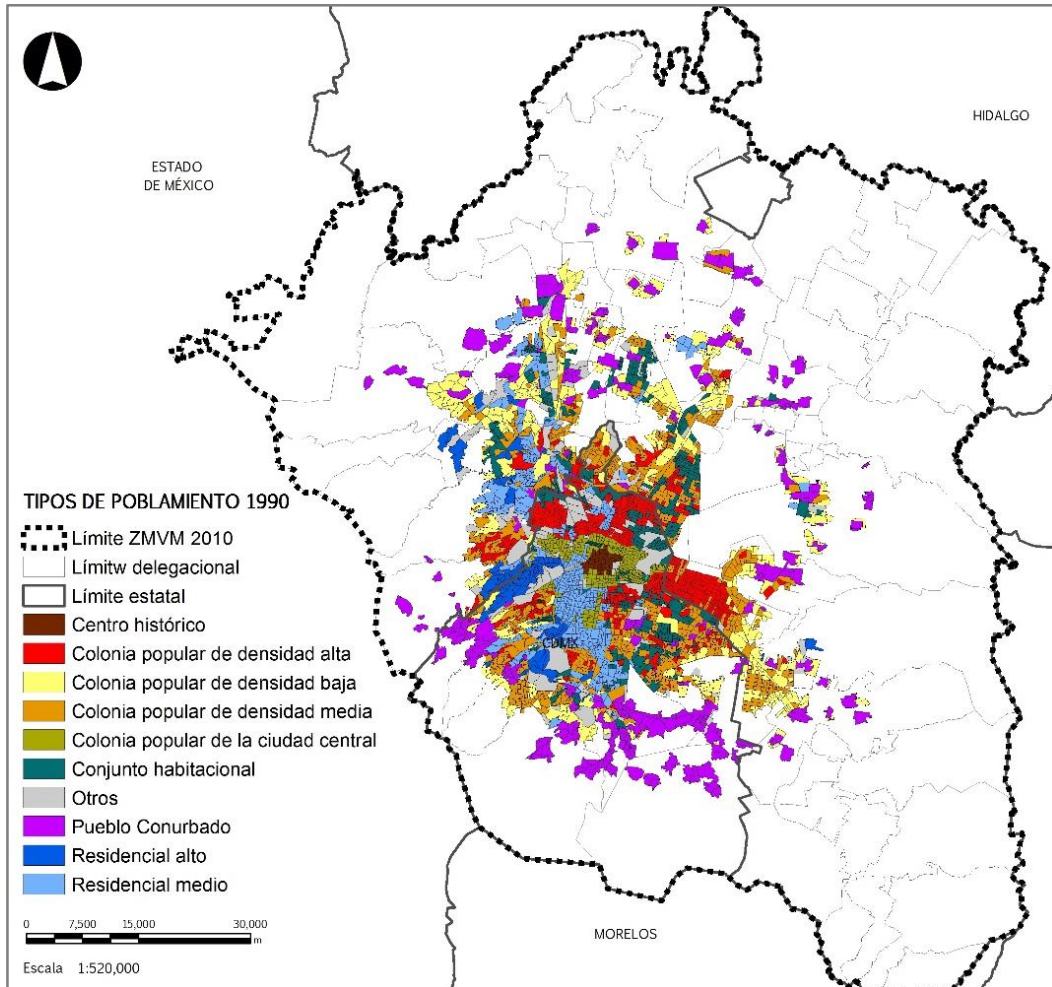 HIDALGO
ESTADO
DE MÉXICO
CDMX
TIPOS DE POBLAMIENTO 1990
Límite ZMVM 2010
Límitw delegacional
Límite estatal
Centro histórico
Colonia popular de densidad alta
Colonia popular de densidad baja
Colonia popular de densidad media
Colonia popular de la ciudad central
Conjunto habitacional
Otros
Pueblo Conurbado
Residencial alto
Residencial medio
0 7,500 15,000 30,000
m
Escala 1:520,000
MORELOS